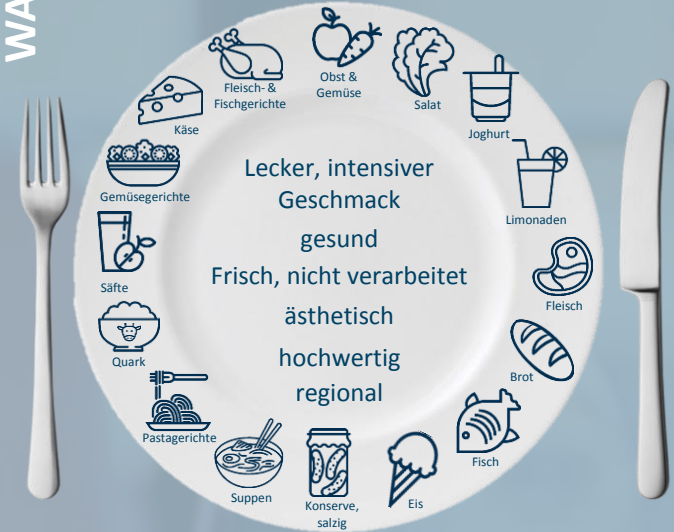 WA
Obst &
Gemüse
Salat
Joghurt
Limonaden
Fleisch
Brot
Fisch
Eis
Konserve,
salzig
Suppen
Pastagerichte
Quark
Säfte
Gemüsegerichte
Käse
Fleisch- &
Fischgerichte
Lecker, intensiver
Geschmack
gesund
Frisch, nicht verarbeitet
ästhetisch
hochwertig
regional